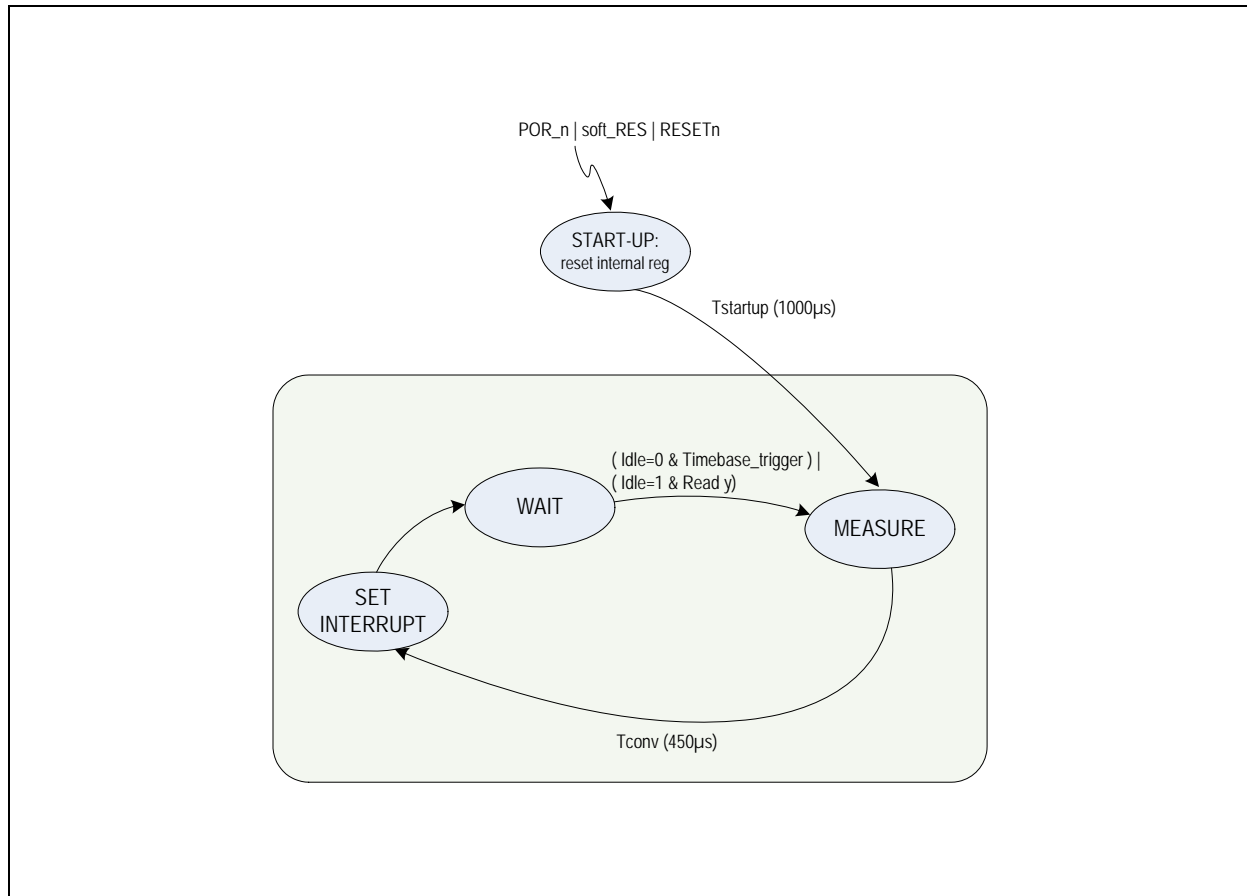 POR_n | soft_RES | RESETn
START-UP:
reset internal reg
Tstartup (1000µs)
( Idle=0 & Timebase_trigger ) |
( Idle=1 & Read y)
WAIT
MEASURE
SET
INTERRUPT
Tconv (450µs)